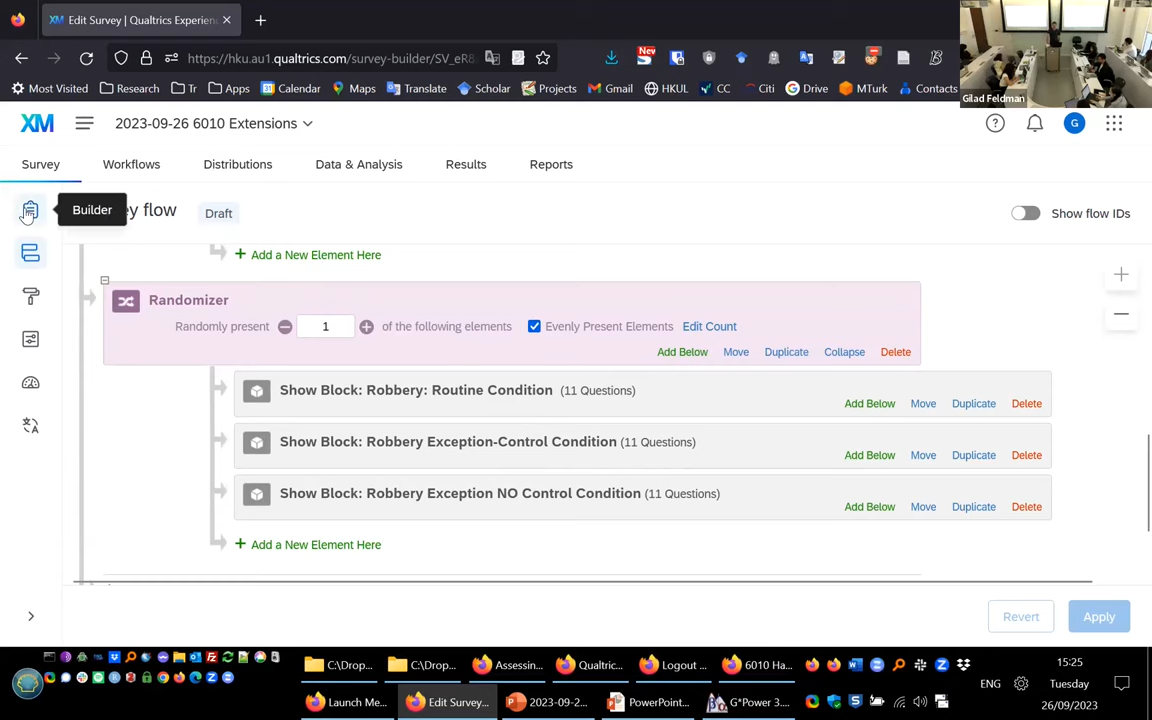 Edit Survey | Qualtrics Experienc
https://hku.au1.qualtrics.com/survey-builder/SV_eR8
New
Most Visited
Research
Tr
Apps
Calendar
Maps
Translate
Scholar
Projects
Gmail
HKUL
CC
Citi
Drive
MTurk
Contacts
Gilad Feldman
XM
2023-09-26 6010 Extensions
G
Survey
Workflows
Distributions
Data & Analysis
Results
Reports
Builder
ey flow
Draft
Show flow IDs
Add a New Element Here
Randomizer
Randomly present 1 of the following elements Evenly Present Elements Edit Count
Add Below Move Duplicate Collapse Delete
Show Block: Robbery: Routine Condition (11 Questions)
Add Below Move Duplicate Delete
Show Block: Robbery Exception-Control Condition (11 Questions)
Add Below Move Duplicate Delete
Show Block: Robbery Exception NO Control Condition (11 Questions)
Add Below Move Duplicate Delete
Add a New Element Here
Revert
Apply
C:\Drop...
C:\Drop...
Assessin...
Qualtric...
Logout ...
6010 Ha...
15:25
ENG
Tuesday
Launch Me...
Edit Survey...
2023-09-2...
PowerPoint...
G*Power 3....
26/09/2023